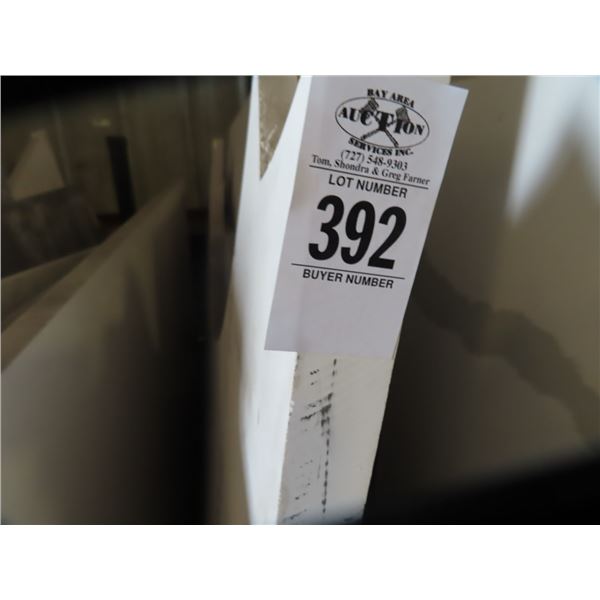 BAY AREA
AUCTION
SERVICES INC.
(727) 548-9303
Tom, Shondra & Greg Farner
LOT NUMBER
392
BUYER NUMBER